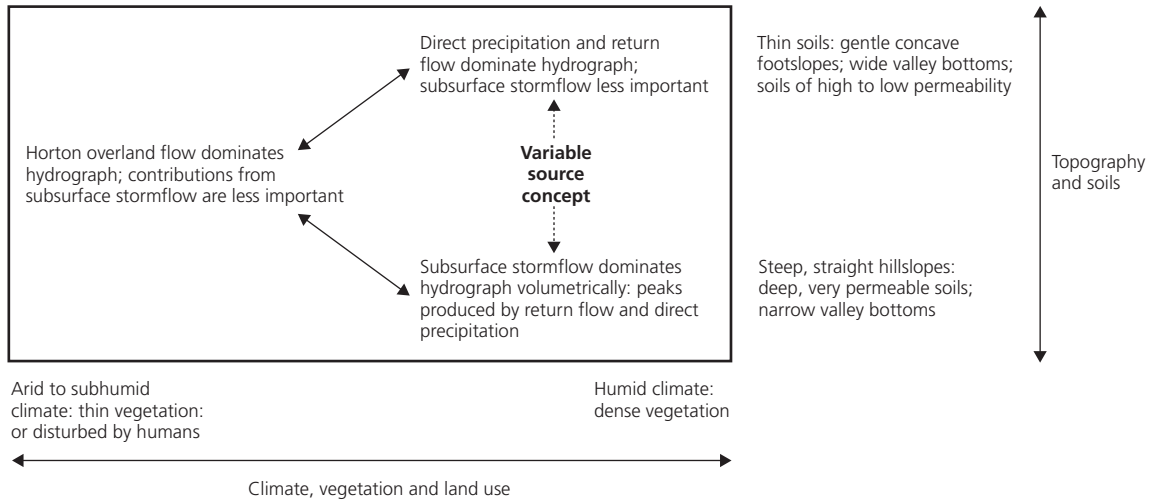 Direct precipitation and return
flow dominate hydrograph;
subsurface stormflow less important
Thin soils: gentle concave
footslopes; wide valley bottoms;
soils of high to low permeability
Horton overland flow dominates
hydrograph; contributions from
subsurface stormflow are less important
Variable
source
concept
Topography
and soils
Subsurface stormflow dominates
hydrograph volumetrically: peaks
produced by return flow and direct
precipitation
Steep, straight hillslopes:
deep, very permeable soils;
narrow valley bottoms
Arid to subhumid
climate: thin vegetation:
or disturbed by humans
Humid climate:
dense vegetation
Climate, vegetation and land use